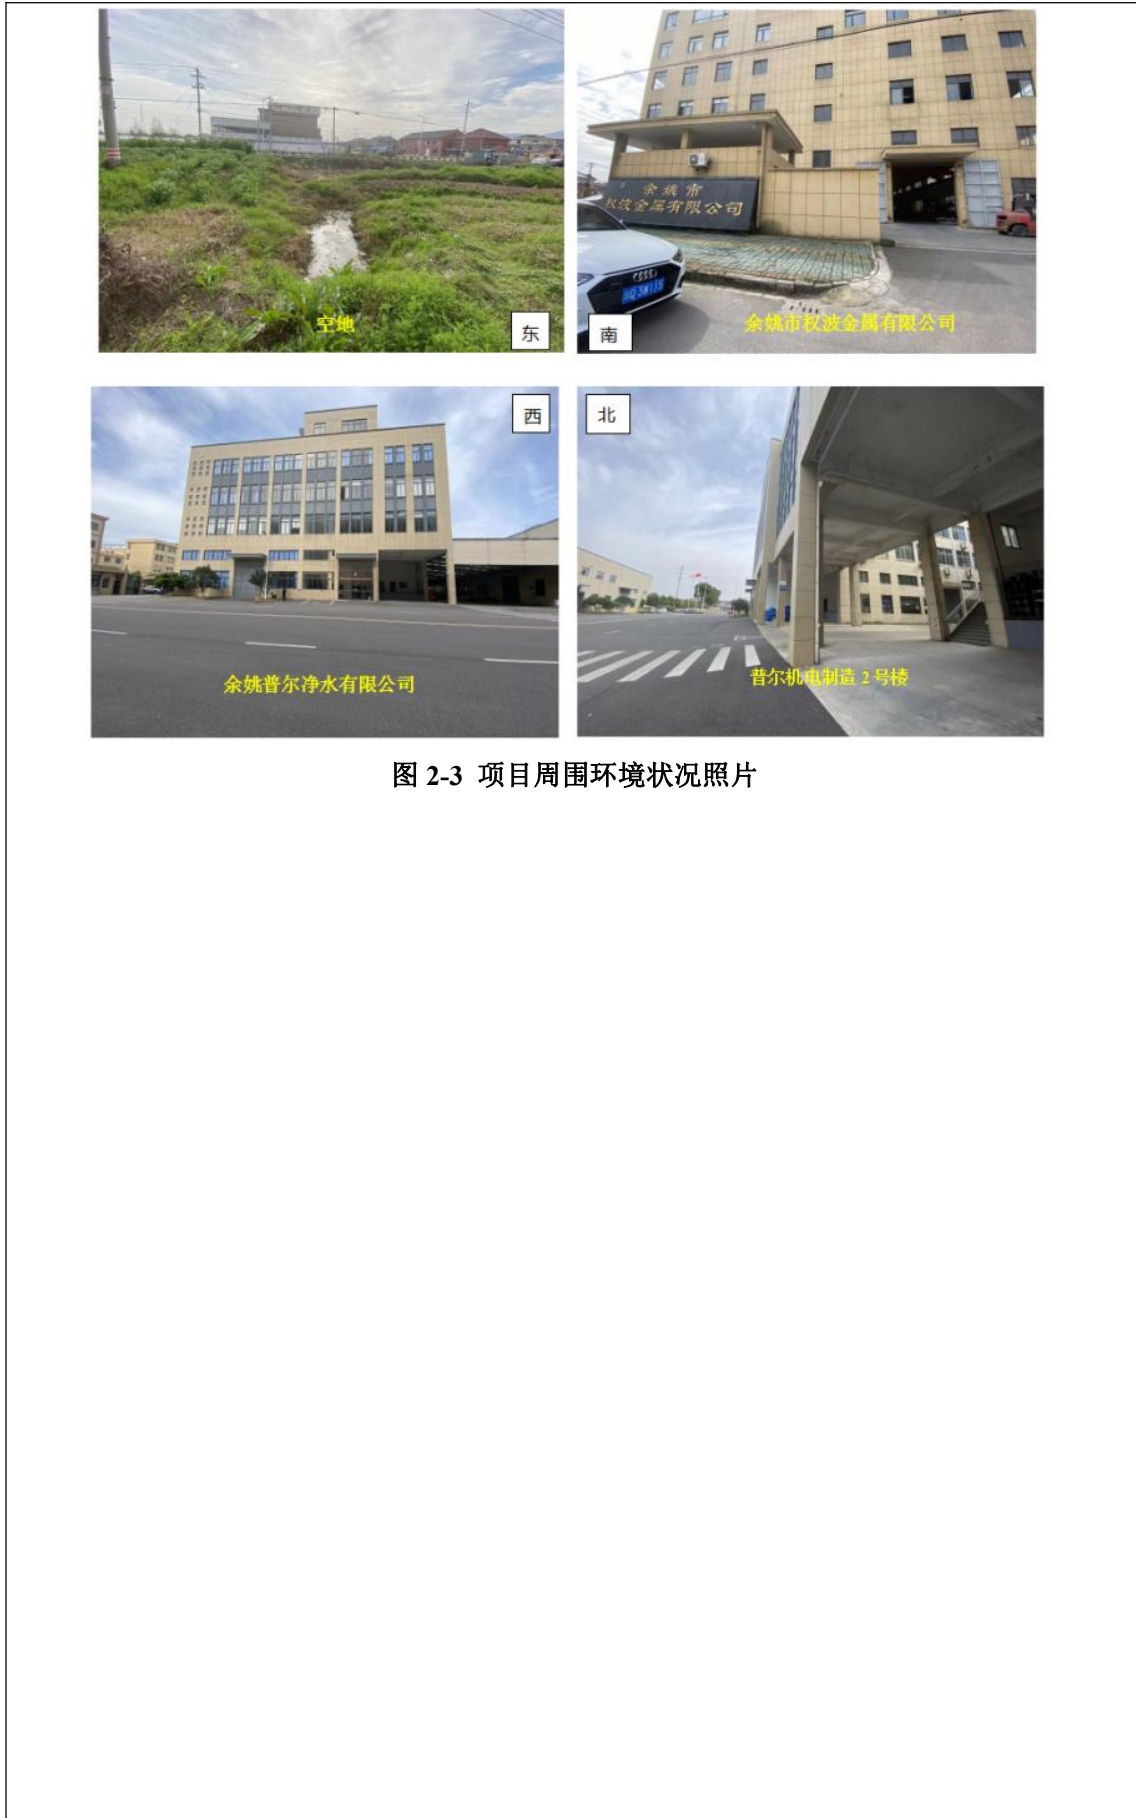 空地
东
余姚市
权波金属有限公司
南
余姚市权波金属有限公司
西
余姚普尔净水有限公司
北
普尔机电制造 2 号楼
图 2-3 项目周围环境状况照片